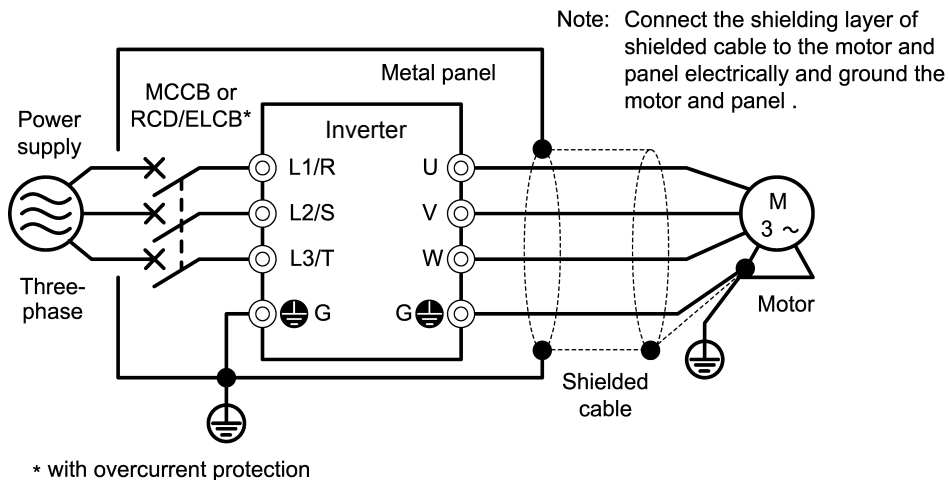 Note: Connect the shielding layer of
shielded cable to the motor and
panel electrically and ground the
motor and panel .
Metal panel
MCCB or
RCD/ELCB*
Power
supply
Inverter
L1/R
U
L2/S
V
L3/T
W
G
G
M
3 ~
Three-
phase
Motor
Shielded
cable
* with overcurrent protection